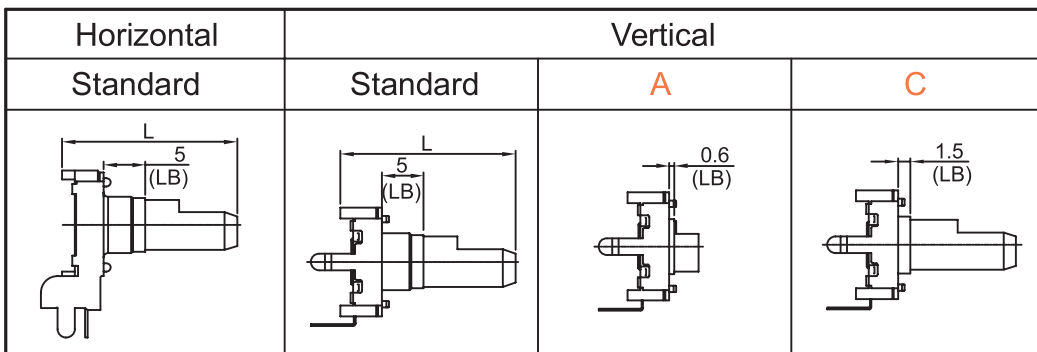 Horizontal
Vertical
Standard
Standard
A
C
L
5
(LB)
L
5
(LB)
0.6
(LB)
1.5
(LB)